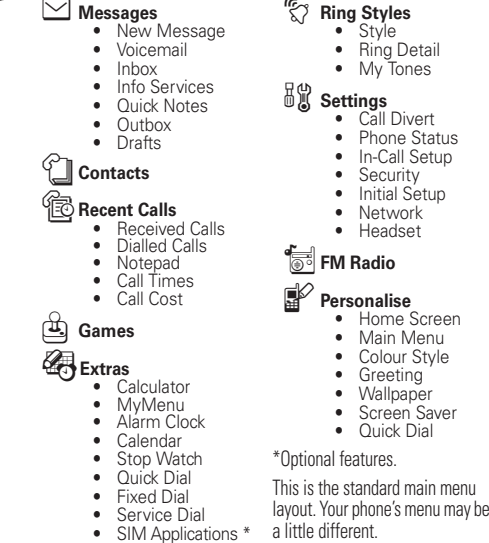 Messages
• New Message
• Voicemail
• Inbox
• Info Services
• Quick Notes
• Outbox
• Drafts
Contacts
Recent Calls
• Received Calls
• Dialled Calls
• Notepad
• Call Times
• Call Cost
Games
Extras
• Calculator
• MyMenu
• Alarm Clock
• Calendar
• Stop Watch
• Quick Dial
• Fixed Dial
• Service Dial
• SIM Applications *
Ring Styles
• Style
• Ring Detail
• My Tones
Settings
• Call Divert
• Phone Status
• In-Call Setup
• Security
• Initial Setup
• Network
• Headset
FM Radio
Personalise
• Home Screen
• Main Menu
• Colour Style
• Greeting
• Wallpaper
• Screen Saver
• Quick Dial
*Optional features.
This is the standard main menu
layout. Your phone's menu may be
a little different.